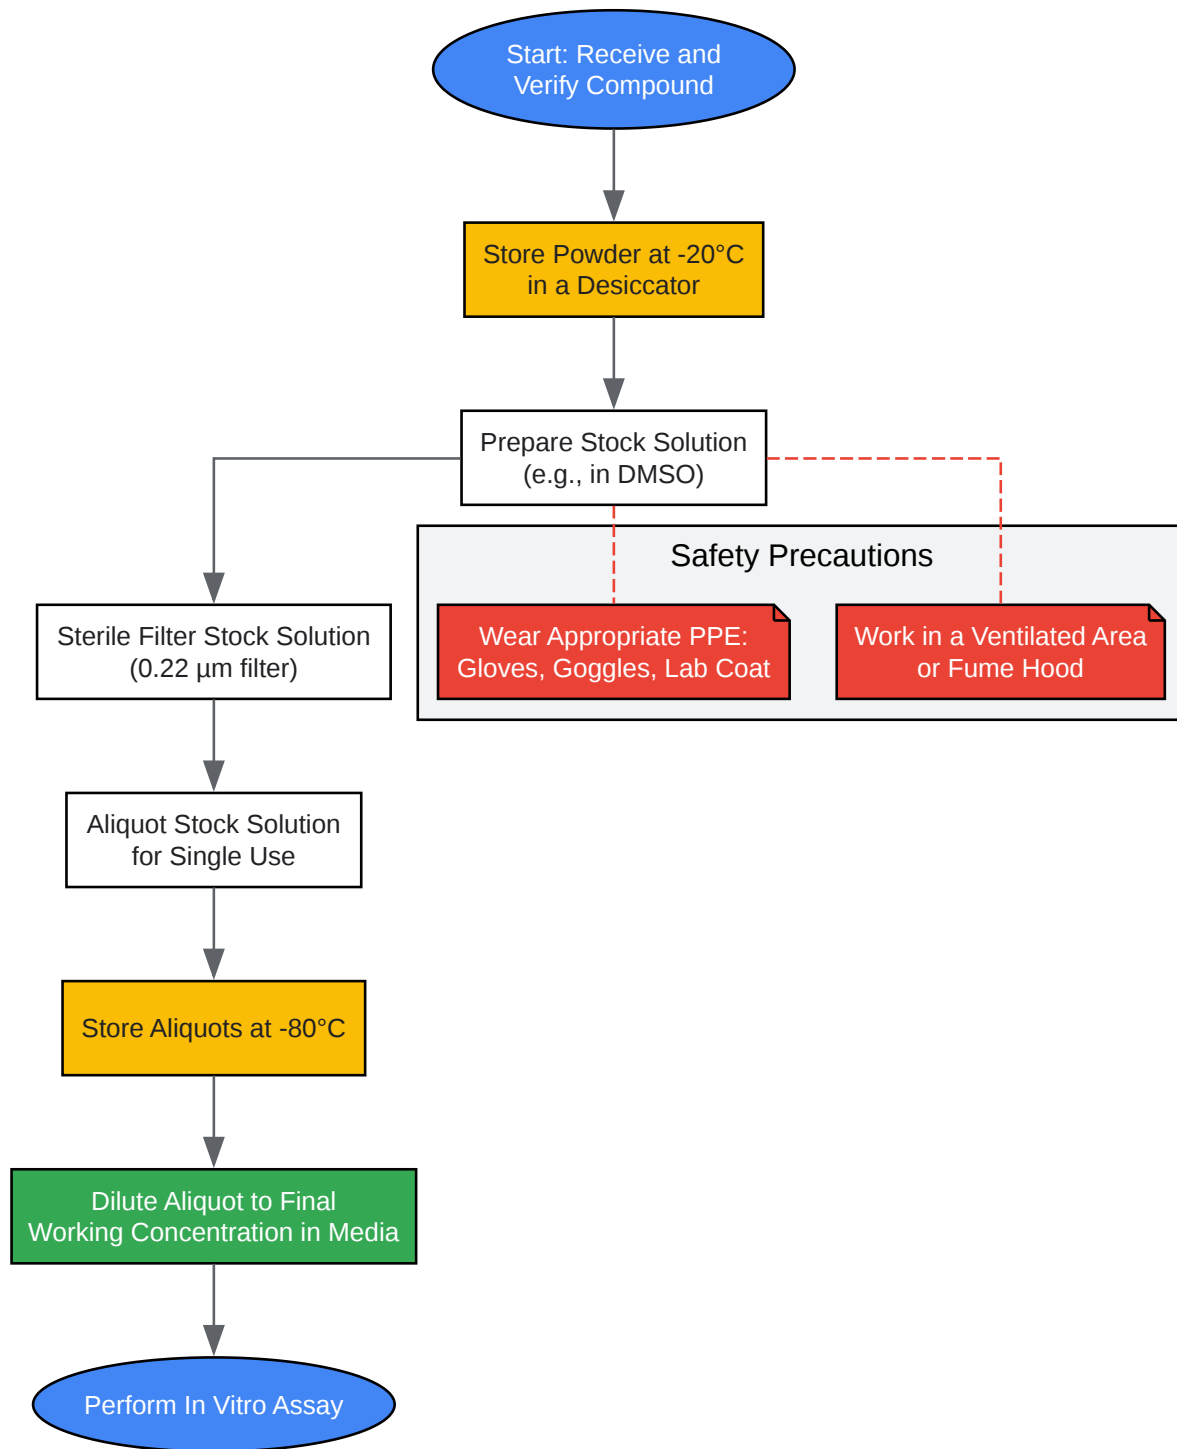 Start: Receive and
Verify Compound
Store Powder at -20°C
in a Desiccator
Prepare Stock Solution
(e.g., in DMSO)
Safety Precautions
Wear Appropriate PPE:
Gloves, Goggles, Lab Coat
Work in a Ventilated Area
or Fume Hood
Sterile Filter Stock Solution
(0.22 µm filter)
Aliquot Stock Solution
for Single Use
Store Aliquots at -80°C
Dilute Aliquot to Final
Working Concentration in Media
Perform In Vitro Assay